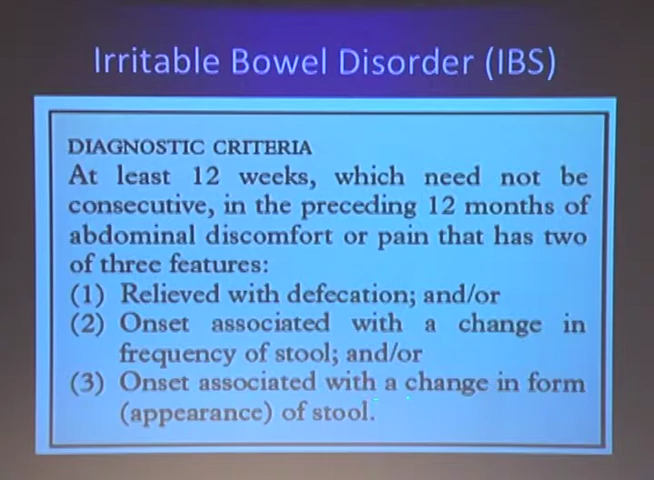 Irritable Bowel Disorder (IBS)
DIAGNOSTIC CRITERIA
At least 12 weeks, which need not be
consecutive, in the preceding 12 months of
abdominal discomfort or pain that has two
of three features:
(1) Relieved with defecation; and/or
(2) Onset associated with a change in
frequency of stool; and/or
(3) Onset associated with a change in form
(appearance) of stool.